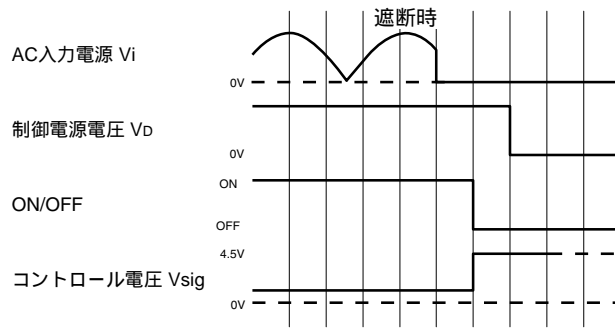 遮断時
AC入力電源 Vi
0V
制御電源電圧 VD
0V
ON
ON/OFF
OFF
4.5V
コントロール電圧 Vsig
0V